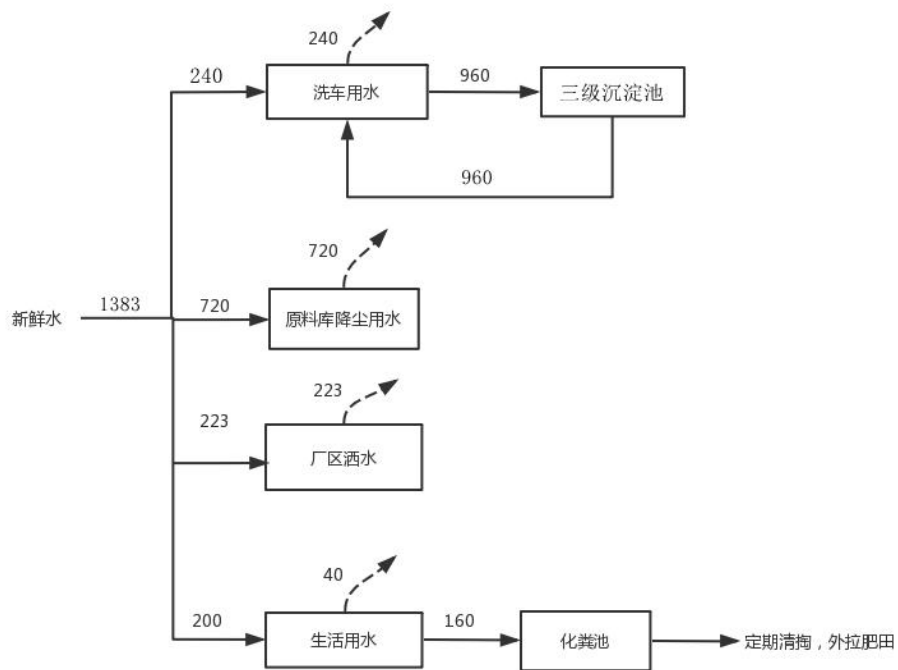 240
240
洗车用水
960
三级沉淀池
960
新鲜水
1383
720
720
原料库降尘用水
223
223
厂区洒水
40
200
生活用水
160
化粪池
定期清掏，外拉肥田